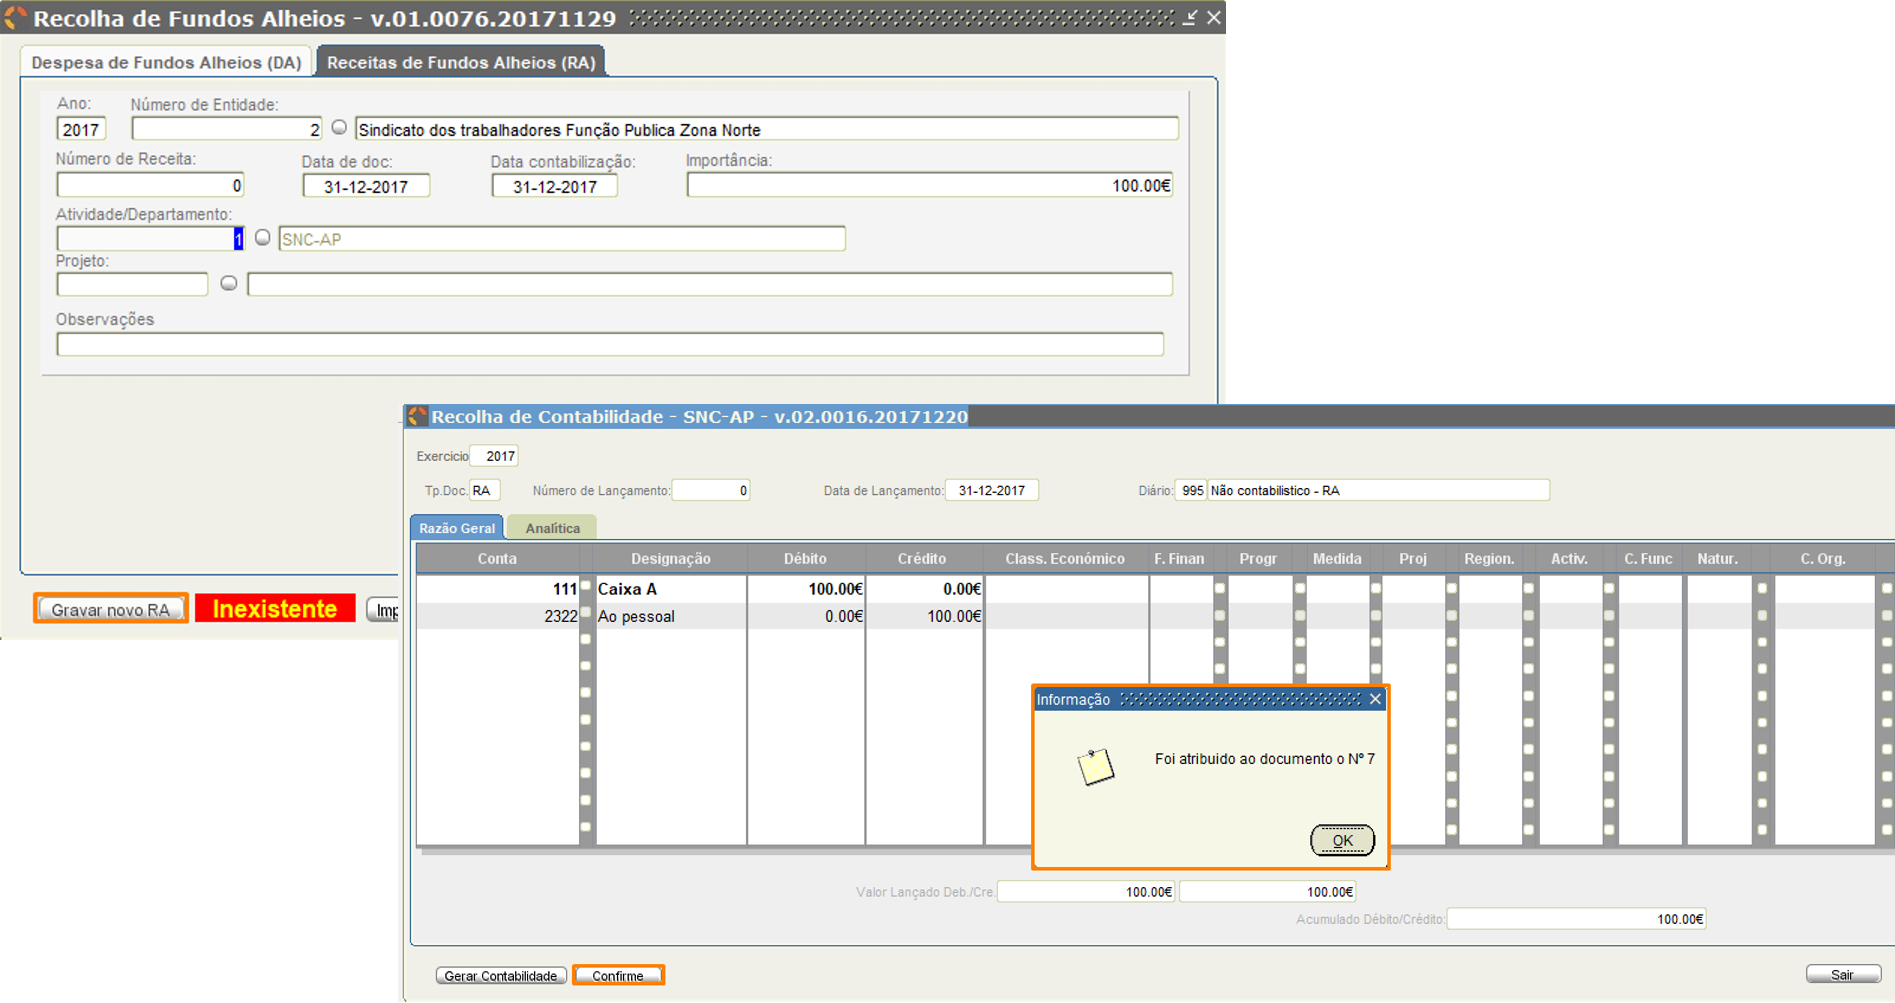 Recolha de Fundos Alheios - v.01.0076.20171129
Despesa de Fundos Alheios (DA) Receitas de Fundos Alheios (RA)
Ano: Número de Entidade:
2017 2 Sindicato dos trabalhadores Função Publica Zona Norte
Número de Receita: Data de doc: Data contabilização: Importância:
0 31-12-2017 31-12-2017 100.00€
Atividade/Departamento:
1 SNC-AP
Projeto:
Observações
Gravar novo RA Inexistente Imp
Recolha de Contabilidade - SNC-AP - v.02.0016.20171220
Exercicio 2017
Tp.Doc. RA Número de Lançamento: 0 Data de Lançamento: 31-12-2017 Diário: 995 Não contabilistico - RA
Razão Geral Analítica
Conta Designação Débito Crédito Class. Económico F. Finan Progr Medida Proj Region. Activ. C. Func Natur. C. Org.
111 Caixa A 100.00€ 0.00€
2322 Ao pessoal 0.00€ 100.00€
Informação
Foi atribuido ao documento o Nº 7
OK
Valor Lançado Deb./Cre. 100.00€ 100.00€
Acumulado Débito/Crédito: 100.00€
Gerar Contabilidade Confirme Sair